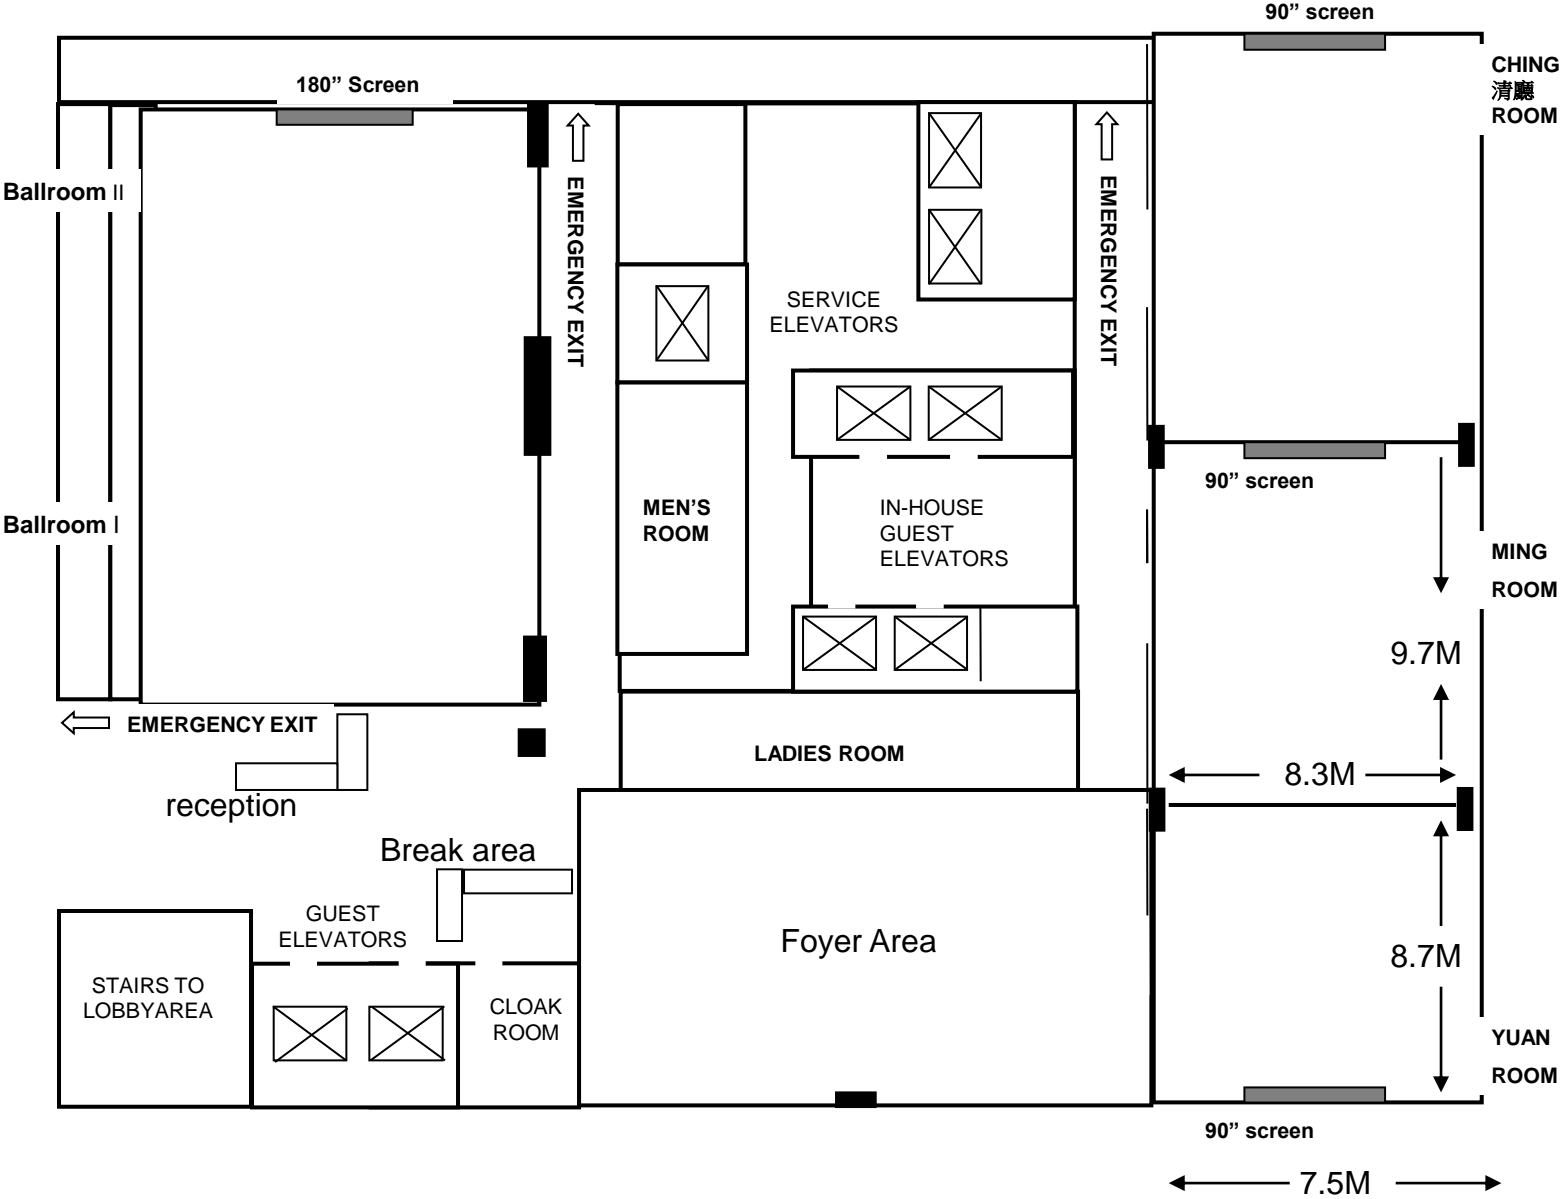 90” screen
180” Screen
CHING
清廳
ROOM
Ballroom II
EMERGENCY EXIT
EMERGENCY EXIT
SERVICE
ELEVATORS
90” screen
Ballroom I
MEN’S
ROOM
IN-HOUSE
GUEST
ELEVATORS
MING
ROOM
9.7M
EMERGENCY EXIT
LADIES ROOM
8.3M
reception
Break area
GUEST
ELEVATORS
Foyer Area
8.7M
STAIRS TO
LOBBYAREA
CLOAK
ROOM
YUAN
ROOM
90” screen
7.5M